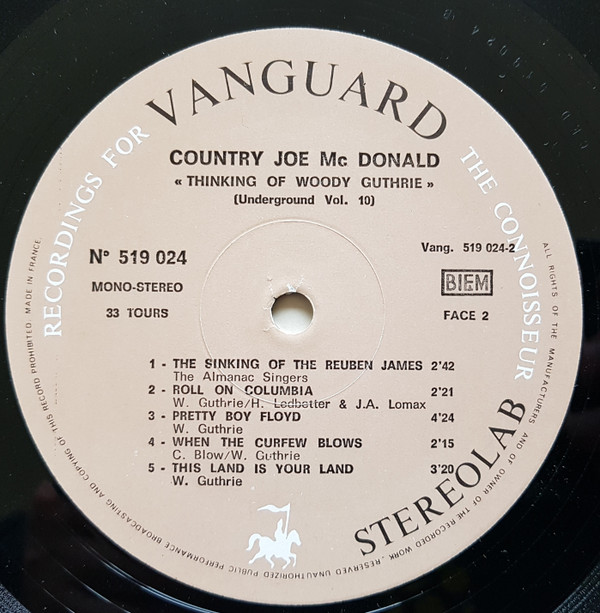 VANGUARD
RECORDINGS FOR THE CONNOISSEUR
COUNTRY JOE Mc DONALD
« THINKING OF WOODY GUTHRIE »
(Underground Vol. 10)
N° 519 024
Vang. 519 024-2
MONO-STEREO
BIEM
33 TOURS
FACE 2
1 - THE SINKING OF THE REUBEN JAMES 2'42
The Almanac Singers
2 - ROLL ON COLUMBIA 2'21
W. Guthrie/H. Ledbetter & J.A. Lomax
3 - PRETTY BOY FLOYD 4'24
W. Guthrie
4 - WHEN THE CURFEW BLOWS 2'15
C. Blow/W. Guthrie
5 - THIS LAND IS YOUR LAND 3'20
W. Guthrie
STEREOLAB
ALL RIGHTS OF THE MANUFACTURERS AND OF OWNER OF THE RECORDED WORK, RESERVED UNAUTHORIZED PUBLIC PERFORMANCE BROADCASTING AND COPYING OF THIS RECORD PROHIBITED. MADE IN FRANCE